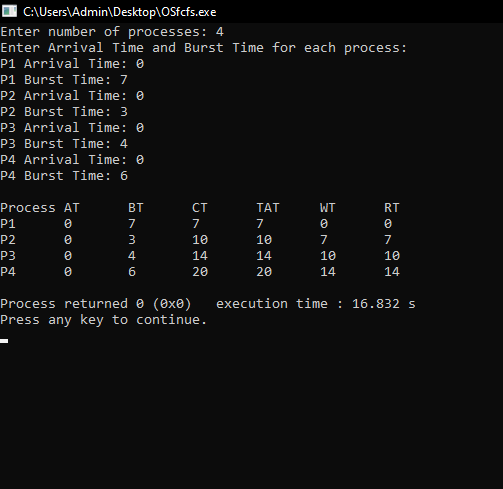 C:\Users\Admin\Desktop\OSfcfs.exe
Enter number of processes: 4
Enter Arrival Time and Burst Time for each process:
P1 Arrival Time: 0
P1 Burst Time: 7
P2 Arrival Time: 0
P2 Burst Time: 3
P3 Arrival Time: 0
P3 Burst Time: 4
P4 Arrival Time: 0
P4 Burst Time: 6
Process AT      BT      CT      TAT     WT      RT
P1      0       7       7       7       0       0
P2      0       3       10      10      7       7
P3      0       4       14      14      10      10
P4      0       6       20      20      14      14
Process returned 0 (0x0)   execution time : 16.832 s
Press any key to continue.